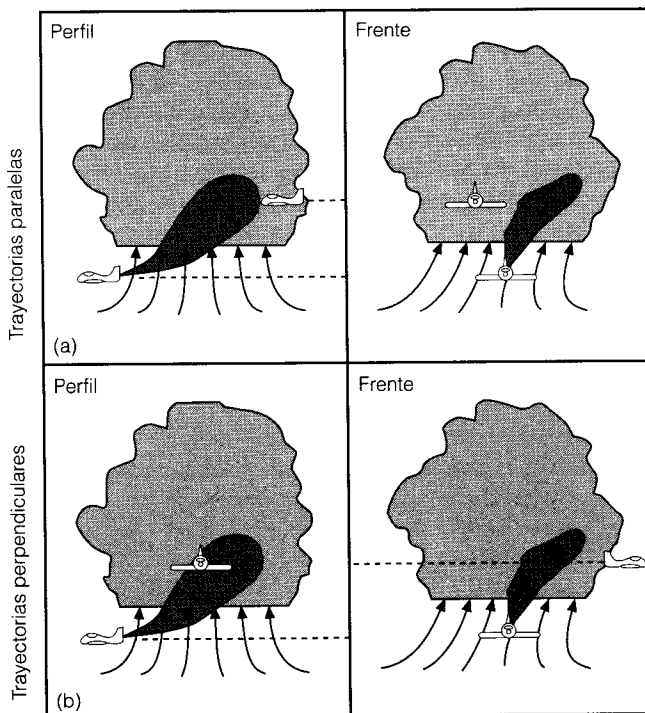 Perfil
Frente
Trayectorias paralelas
(a)
Perfil
Frente
Trayectorias perpendiculares
(b)